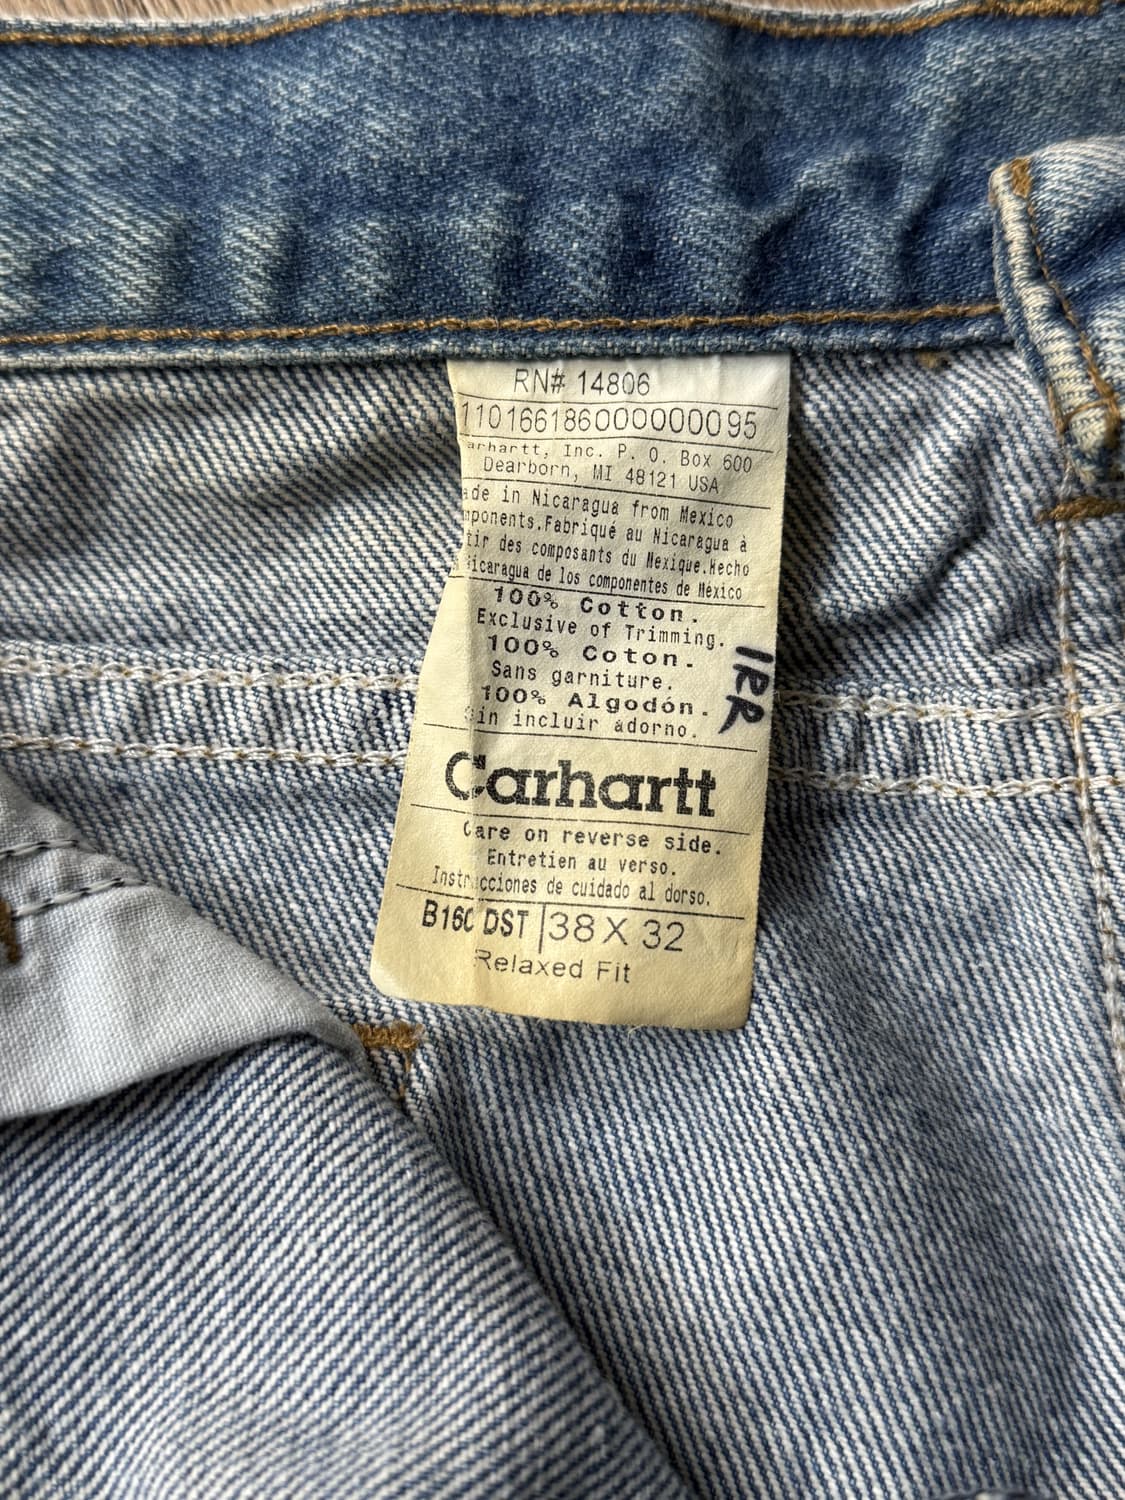 RN# 14806
110166186000000095
arhartt, Inc. P. O. Box 600
Dearborn, MI 48121 USA
ade in Nicaragua from Mexico
mponents.Fabriqué au Nicaragua à
tir des composants du Mexique.Hecho
icaragua de los componentes de México
100% Cotton.
Exclusive of Trimming.
100% Coton.
Sans garniture.
100% Algodón.
in incluir adorno.
IRR
Carhartt
Care on reverse side.
Entretien au verso.
Instrucciones de cuidado al dorso.
B160 DST 38 X 32
Relaxed Fit